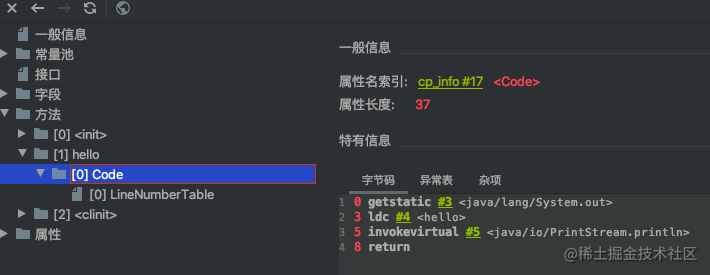 一般信息
常量池
接口
字段
方法
[0] <init>
[1] hello
[0] Code
[0] LineNumberTable
[2] <clinit>
属性
一般信息
属性名索引: cp_info #17 <Code>
属性长度: 37
特有信息
字节码 异常表 杂项
1 0 getstatic #3 <java/lang/System.out>
2 3 ldc #4 <hello>
3 5 invokevirtual #5 <java/io/PrintStream.println>
4 8 return
@稀土掘金技术社区